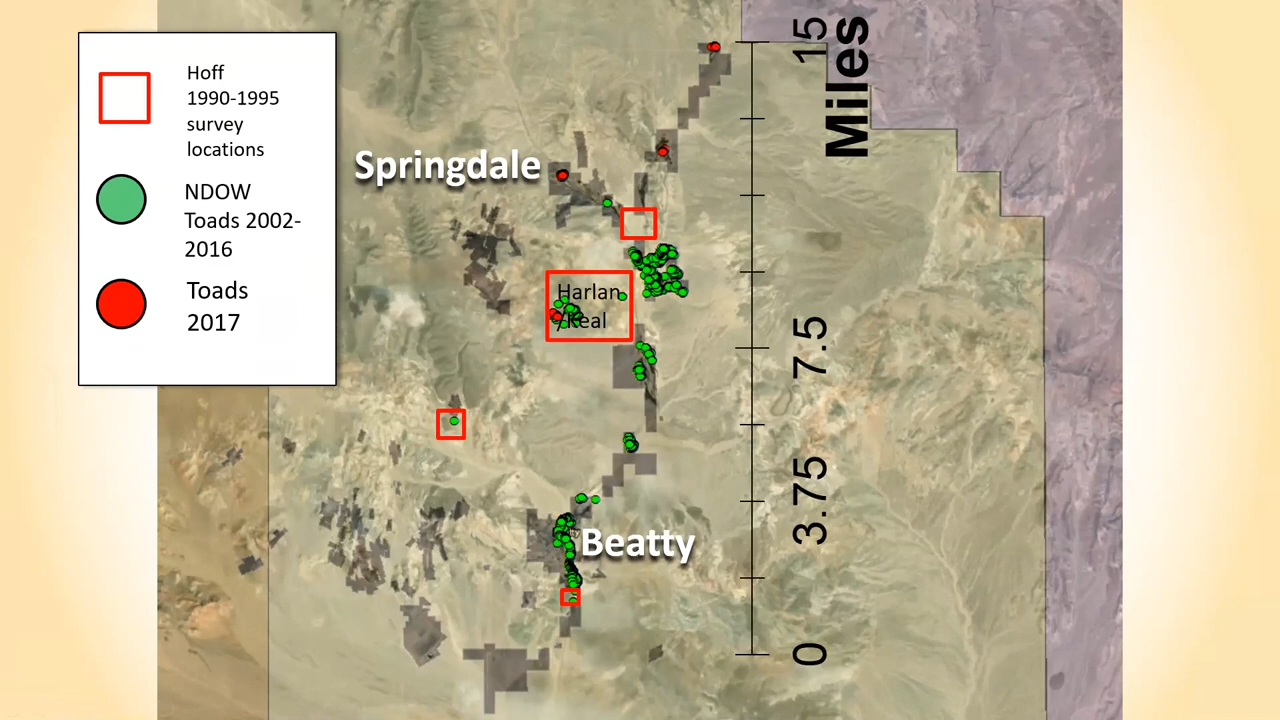 Hoff
1990-1995
survey
locations
NDOW
Toads 2002-
2016
Toads
2017
Springdale
Harlan
/Keal
Beatty
15
Miles
7.5
3.75
0